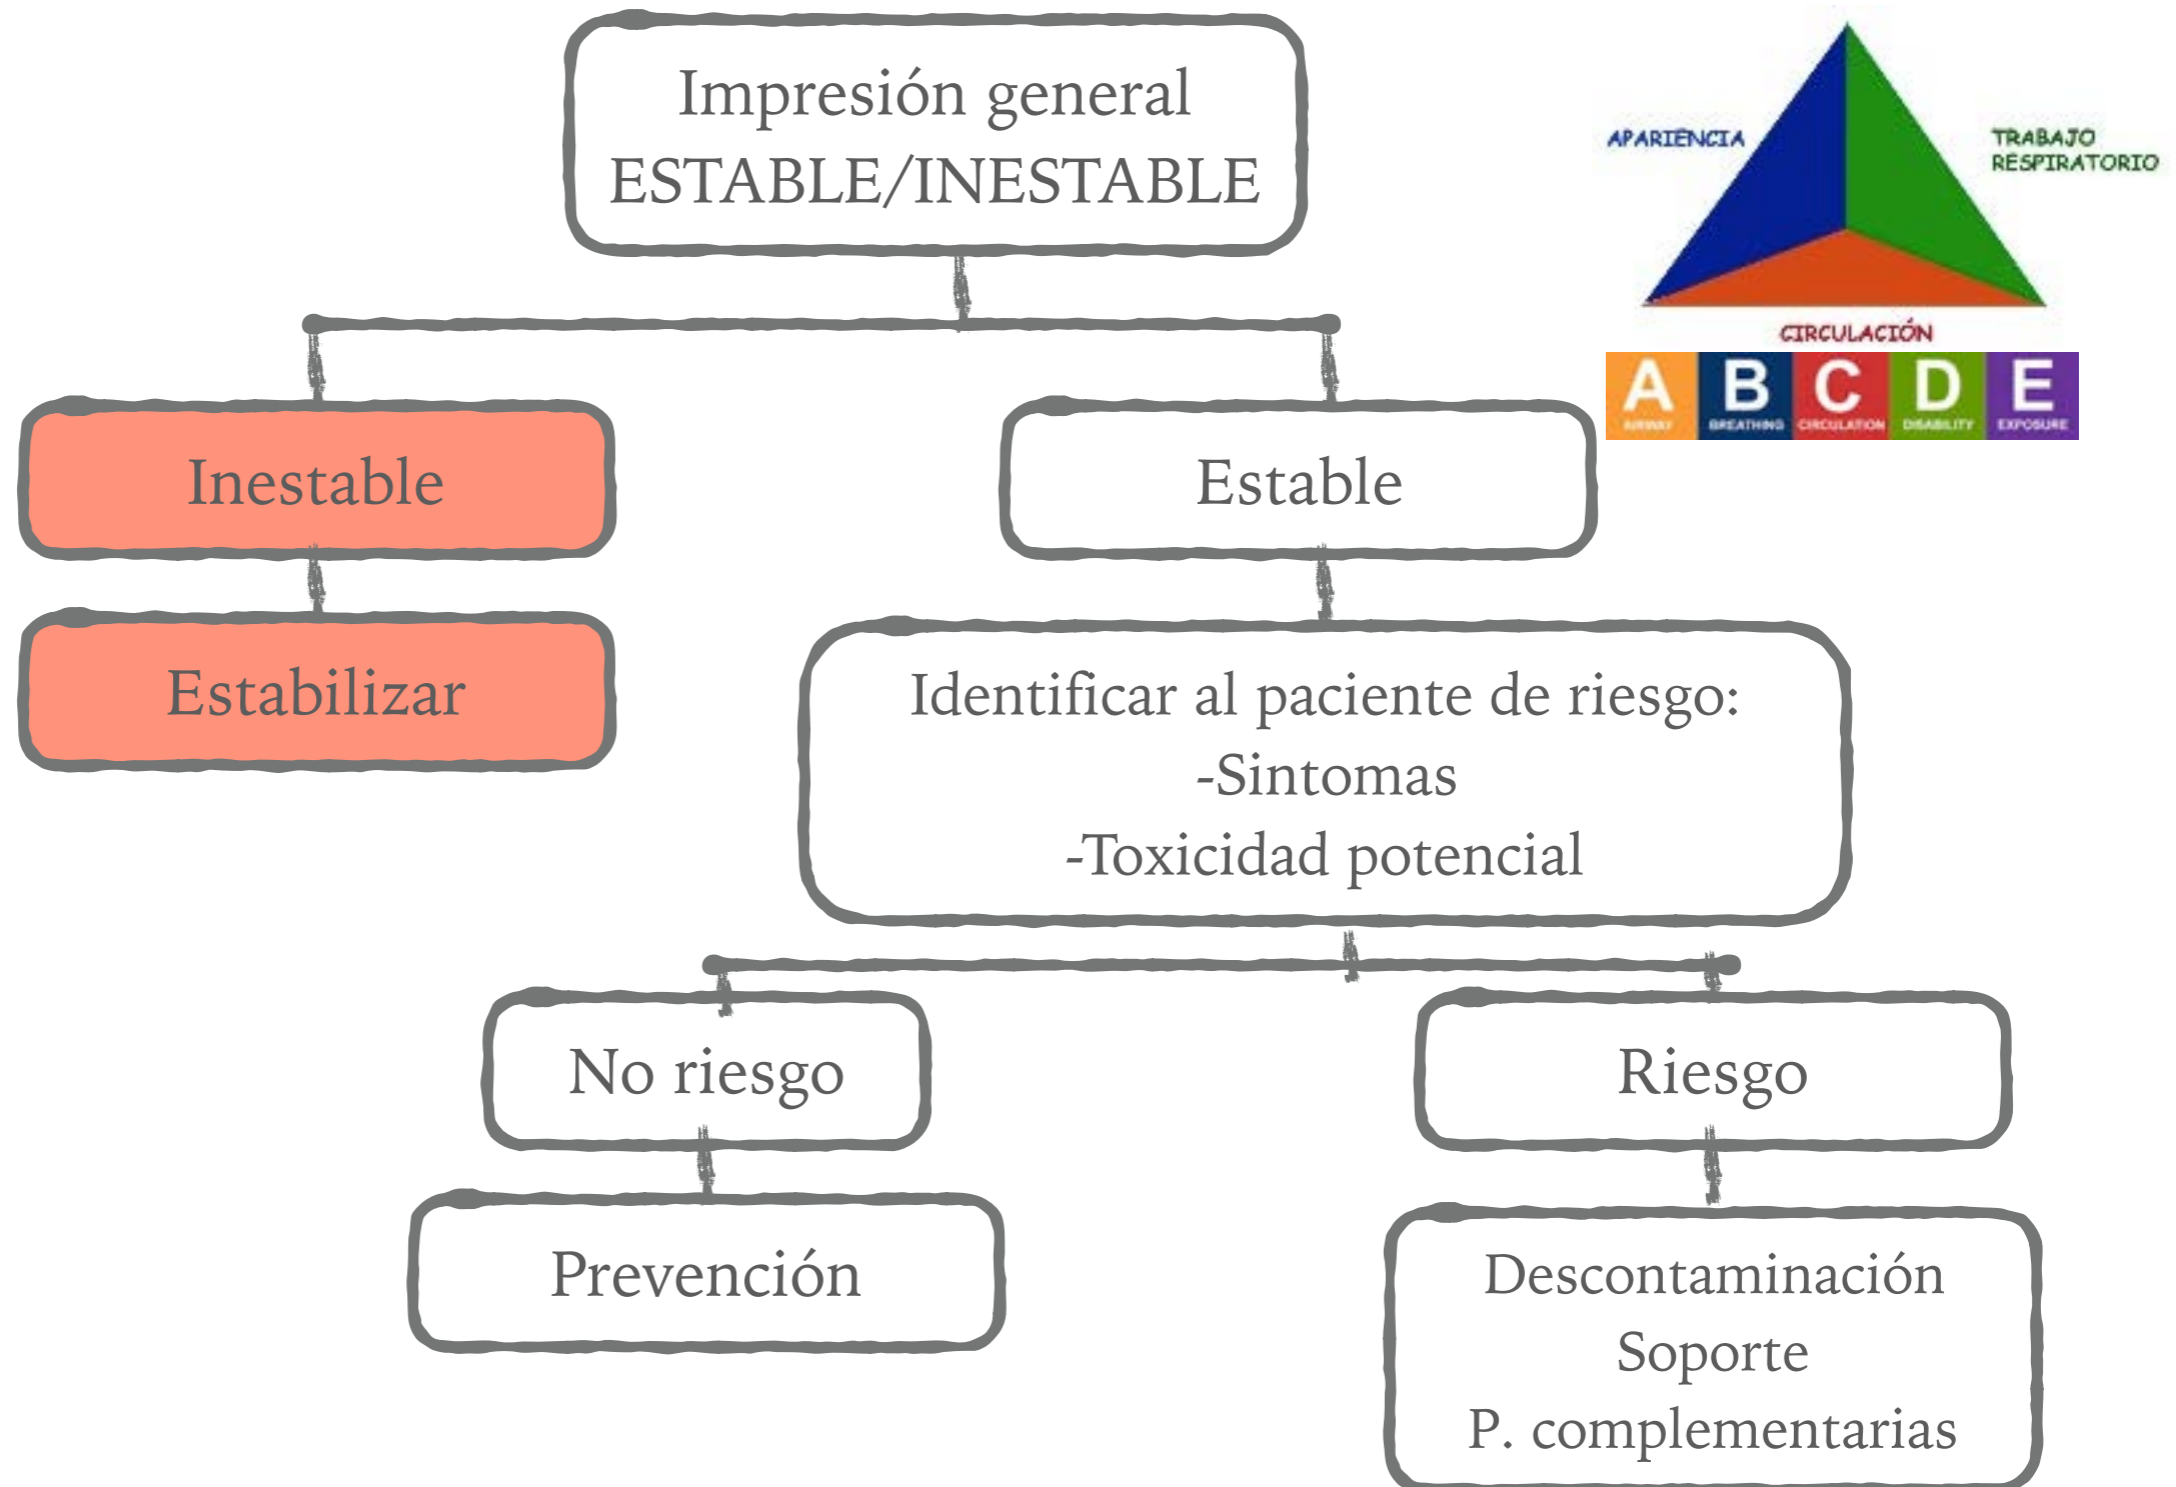 Impresión general
ESTABLE/INESTABLE
APARIENCIA
TRABAJO
RESPIRATORIO
CIRCULACIÓN
A B C D E
AIRWAY BREATHING CIRCULATION DISABILITY EXPOSURE
Inestable
Estable
Estabilizar
Identificar al paciente de riesgo:
-Sintomas
-Toxicidad potencial
No riesgo
Riesgo
Prevención
Descontaminación
Soporte
P. complementarias